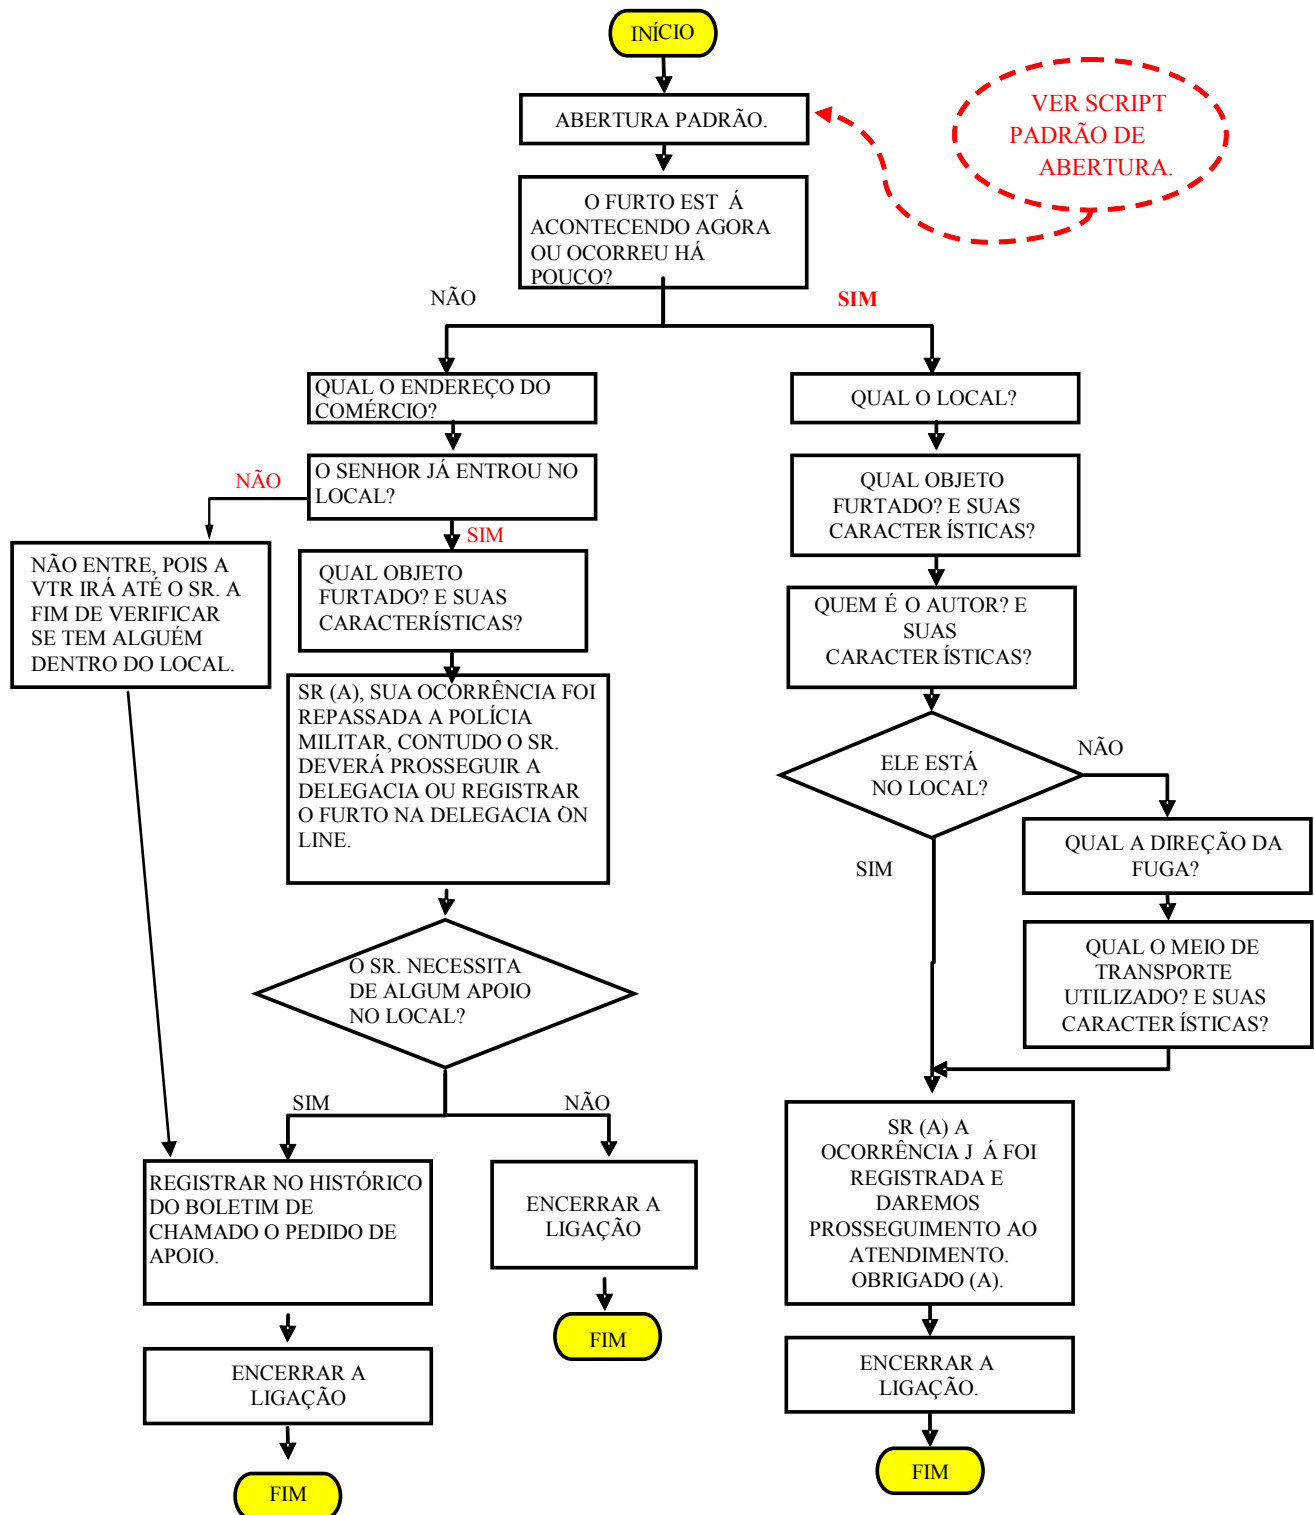 INÍCIO
ABERTURA PADRÃO.
VER SCRIPT
PADRÃO DE
ABERTURA.
O FURTO EST Á
ACONTECENDO AGORA
OU OCORREU HÁ
POUCO?
NÃO
SIM
QUAL O ENDEREÇO DO
COMÉRCIO?
O SENHOR JÁ ENTROU NO
LOCAL?
NÃO
SIM
NÃO ENTRE, POIS A
VTR IRÁ ATÉ O SR. A
FIM DE VERIFICAR
SE TEM ALGUÉM
DENTRO DO LOCAL.
QUAL OBJETO
FURTADO? E SUAS
CARACTERÍSTICAS?
SR (A), SUA OCORRÊNCIA FOI
REPASSADA A POLÍCIA
MILITAR, CONTUDO O SR.
DEVERÁ PROSSEGUIR A
DELEGACIA OU REGISTRAR
O FURTO NA DELEGACIA ÒN
LINE.
O SR. NECESSITA
DE ALGUM APOIO
NO LOCAL?
SIM
NÃO
REGISTRAR NO HISTÓRICO
DO BOLETIM DE
CHAMADO O PEDIDO DE
APOIO.
ENCERRAR A
LIGAÇÃO
FIM
ENCERRAR A
LIGAÇÃO
FIM
QUAL O LOCAL?
QUAL OBJETO
FURTADO? E SUAS
CARACTER ÍSTICAS?
QUEM É O AUTOR? E
SUAS
CARACTER ÍSTICAS?
ELE ESTÁ
NO LOCAL?
NÃO
SIM
QUAL A DIREÇÃO DA
FUGA?
QUAL O MEIO DE
TRANSPORTE
UTILIZADO? E SUAS
CARACTER ÍSTICAS?
SR (A) A
OCORRÊNCIA J Á FOI
REGISTRADA E
DAREMOS
PROSSEGUIMENTO AO
ATENDIMENTO.
OBRIGADO (A).
ENCERRAR A
LIGAÇÃO.
FIM